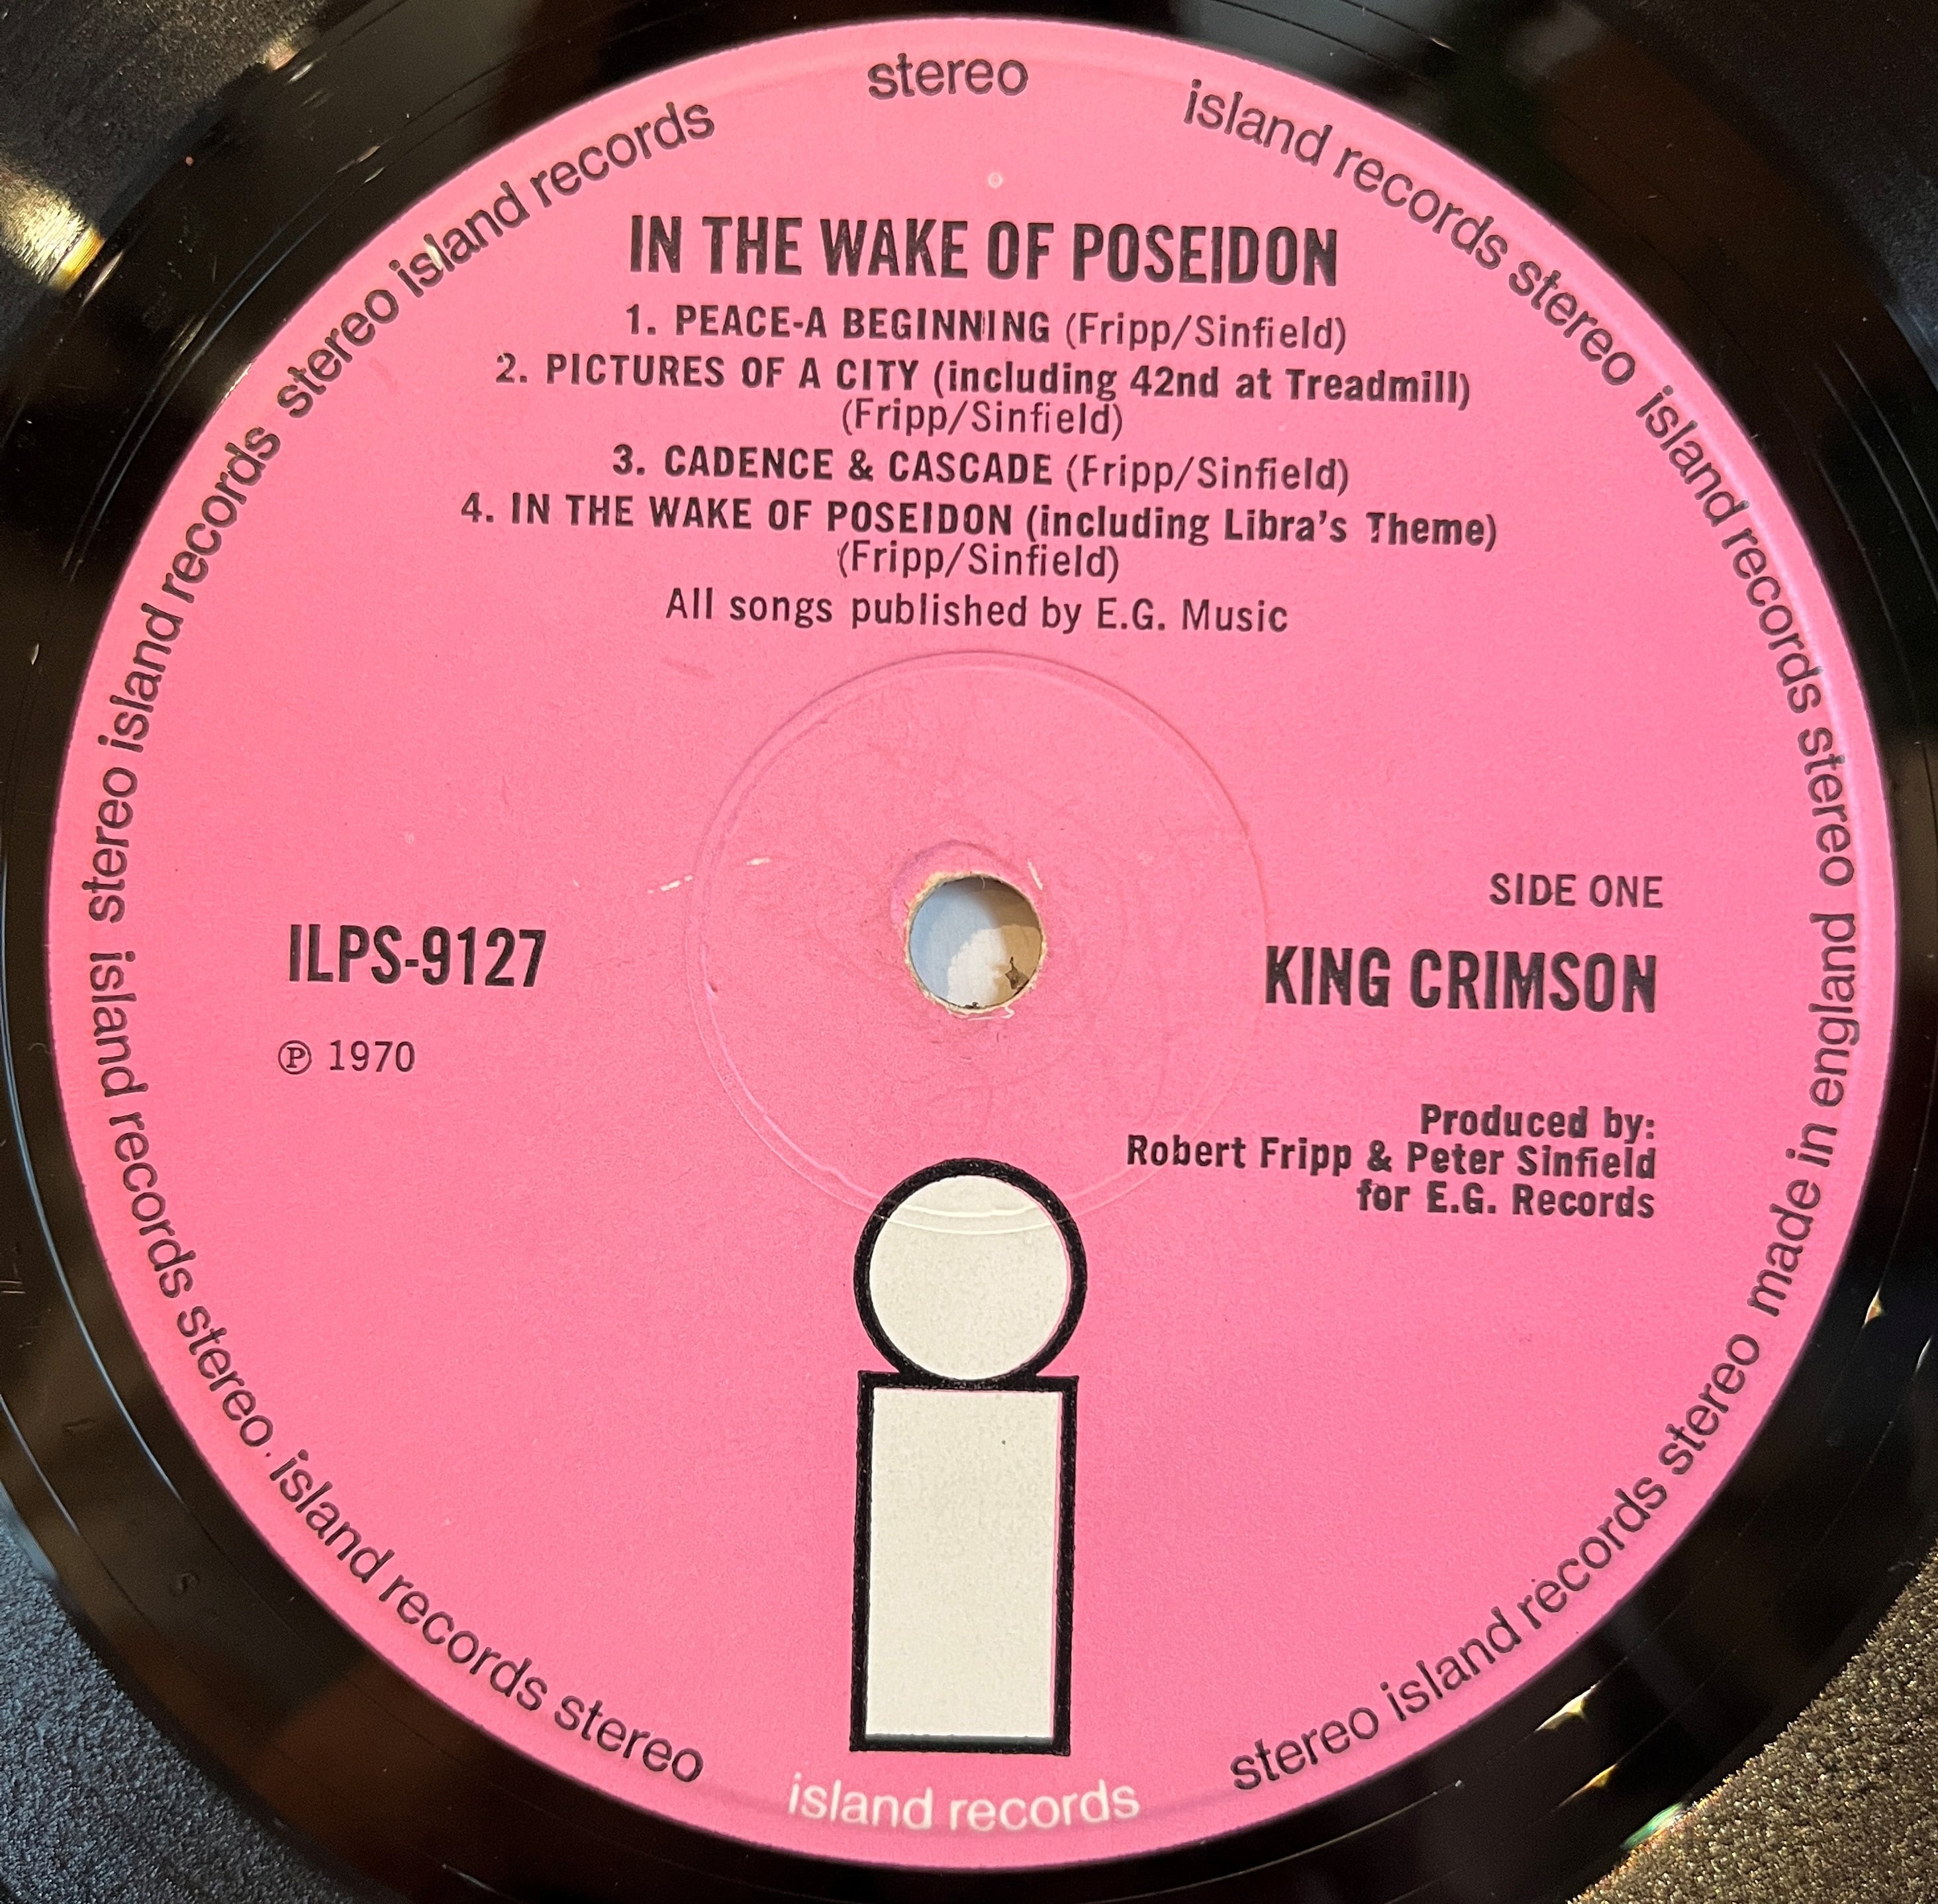 stereo
IN THE WAKE OF POSEIDON
1. PEACE-A BEGINNING (Fripp/Sinfield)
2. PICTURES OF A CITY (including 42nd at Treadmill)
(Fripp/Sinfield)
3. CADENCE & CASCADE (Fripp/Sinfield)
4. IN THE WAKE OF POSEIDON (including Libra's Theme)
(Fripp/Sinfield)
All songs published by E.G. Music
SIDE ONE
ILPS-9127
KING CRIMSON
℗ 1970
Produced by:
Robert Fripp & Peter Sinfield
for E.G. Records
island records
stereo island records stereo island records stereo island records
island records stereo island records stereo
island records stereo island records stereo
made in england
stereo island records stereo